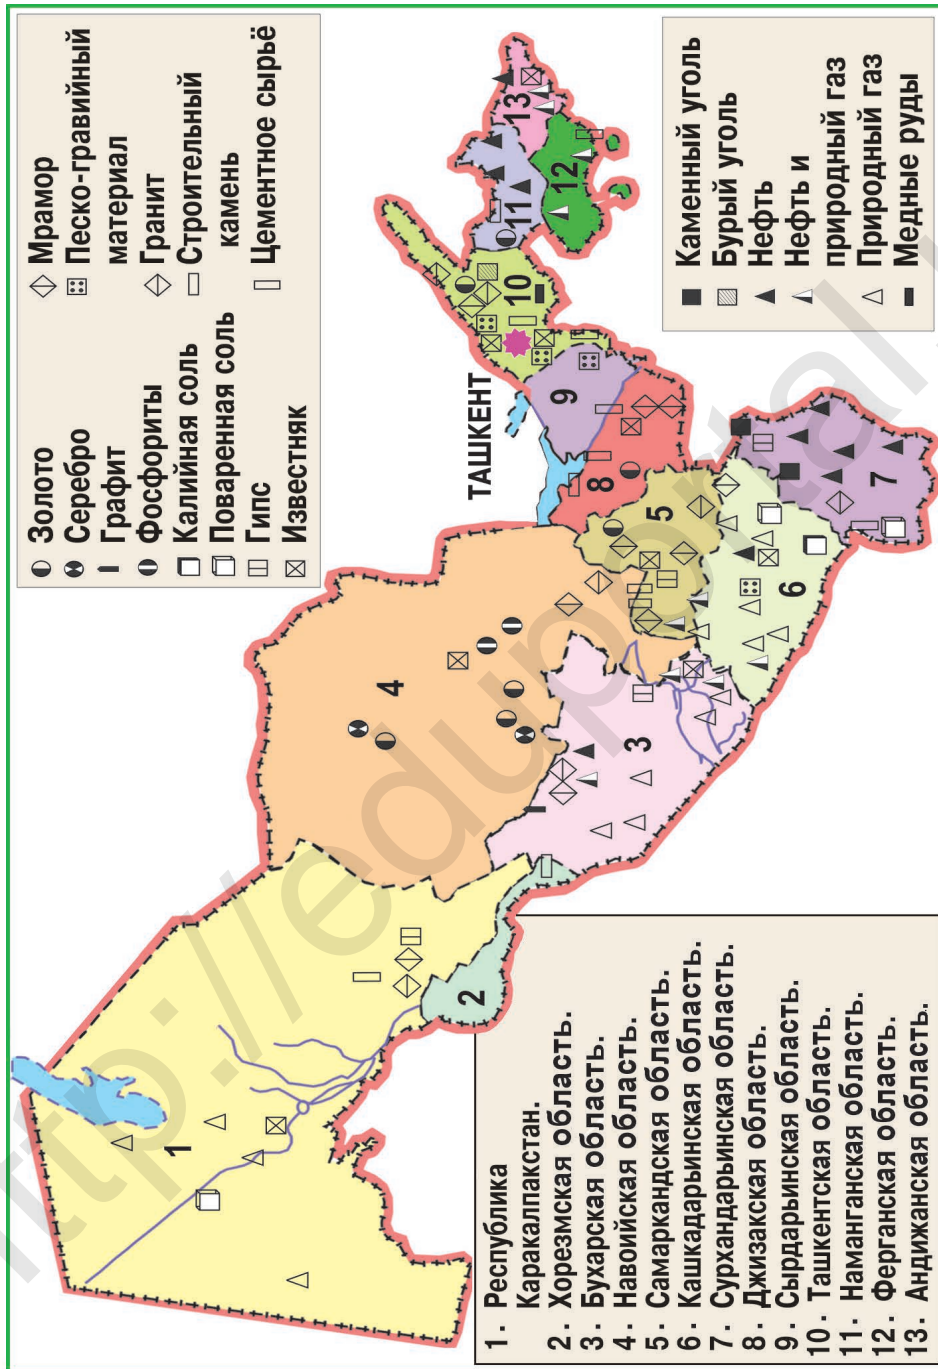 Золото
Серебро
Графит
Фосфориты
Калийная соль
Поваренная соль
Гипс
Известняк
Мрамор
Песко-гравийный
материал
Гранит
Строительный
камень
Цементное сырьё
ТАШКЕНТ
1
2
3
4
5
6
7
8
9
10
11
12
13
1. Республика
Каракалпакстан.
2. Хорезмская область.
3. Бухарская область.
4. Навоийская область.
5. Самаркандская область.
6. Кашкадарьинская область.
7. Сурхандарьинская область.
8. Джизакская область.
9. Сырдарьинская область.
10. Ташкентская область.
11. Наманганская область.
12. Ферганская область.
13. Андижанская область.
Каменный уголь
Бурый уголь
Нефть
Нефть и
природный газ
Природный газ
Медные руды
http://eduportal